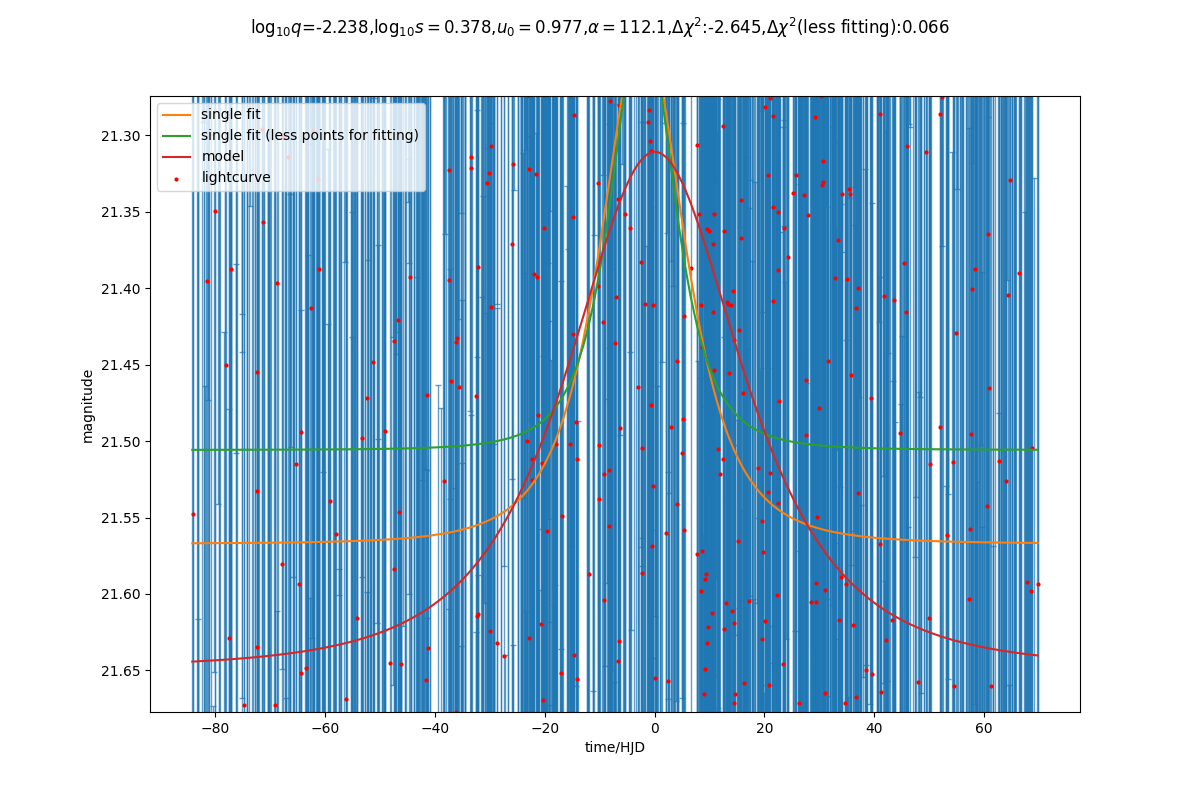 log₁₀q=-2.238,log₁₀s = 0.378,u₀ = 0.977,α = 112.1,Δχ²:-2.645,Δχ²(less fitting):0.066
single fit
single fit (less points for fitting)
model
lightcurve
magnitude
21.30
21.35
21.40
21.45
21.50
21.55
21.60
21.65
−80
−60
−40
−20
0
20
40
60
time/HJD